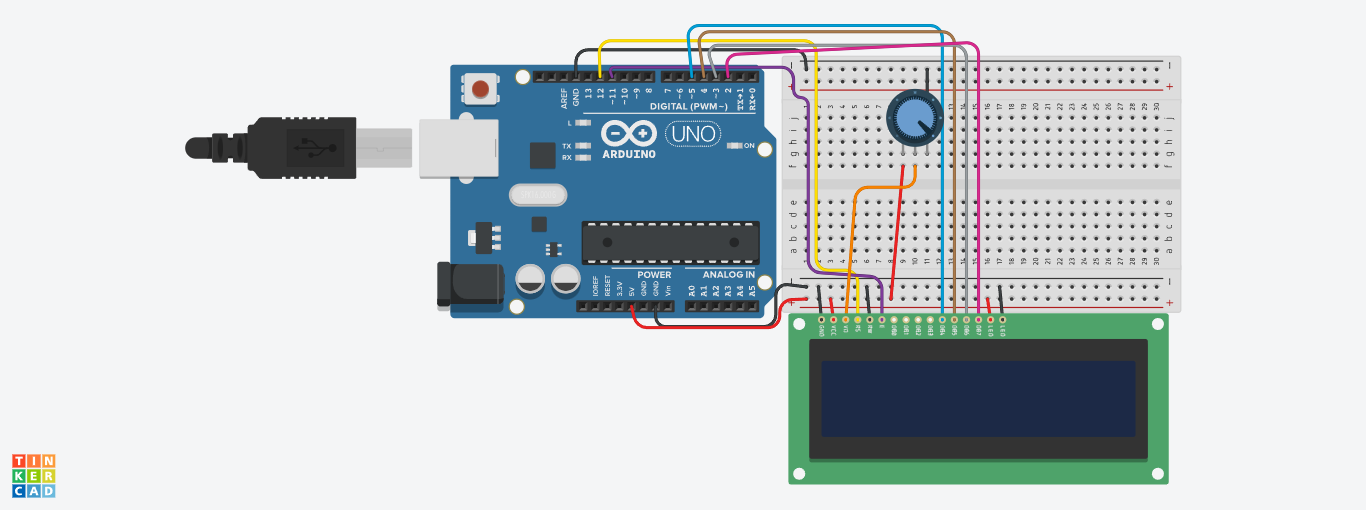 AREF
GND
13
12
~11
~10
~9
8
7
~6
~5
4
~3
2
TX→1
RX←0
DIGITAL (PWM~)
L
TX
RX
ARDUINO
UNO
ON
POWER
ANALOG IN
IOREF
RESET
3.3V
5V
GND
GND
Vin
A0
A1
A2
A3
A4
A5
j
i
h
g
f
e
d
c
b
a
GND
VCC
VO
RS
RW
E
DB0
DB1
DB2
DB3
DB4
DB5
DB6
DB7
LED
LED
TIN
KER
CAD